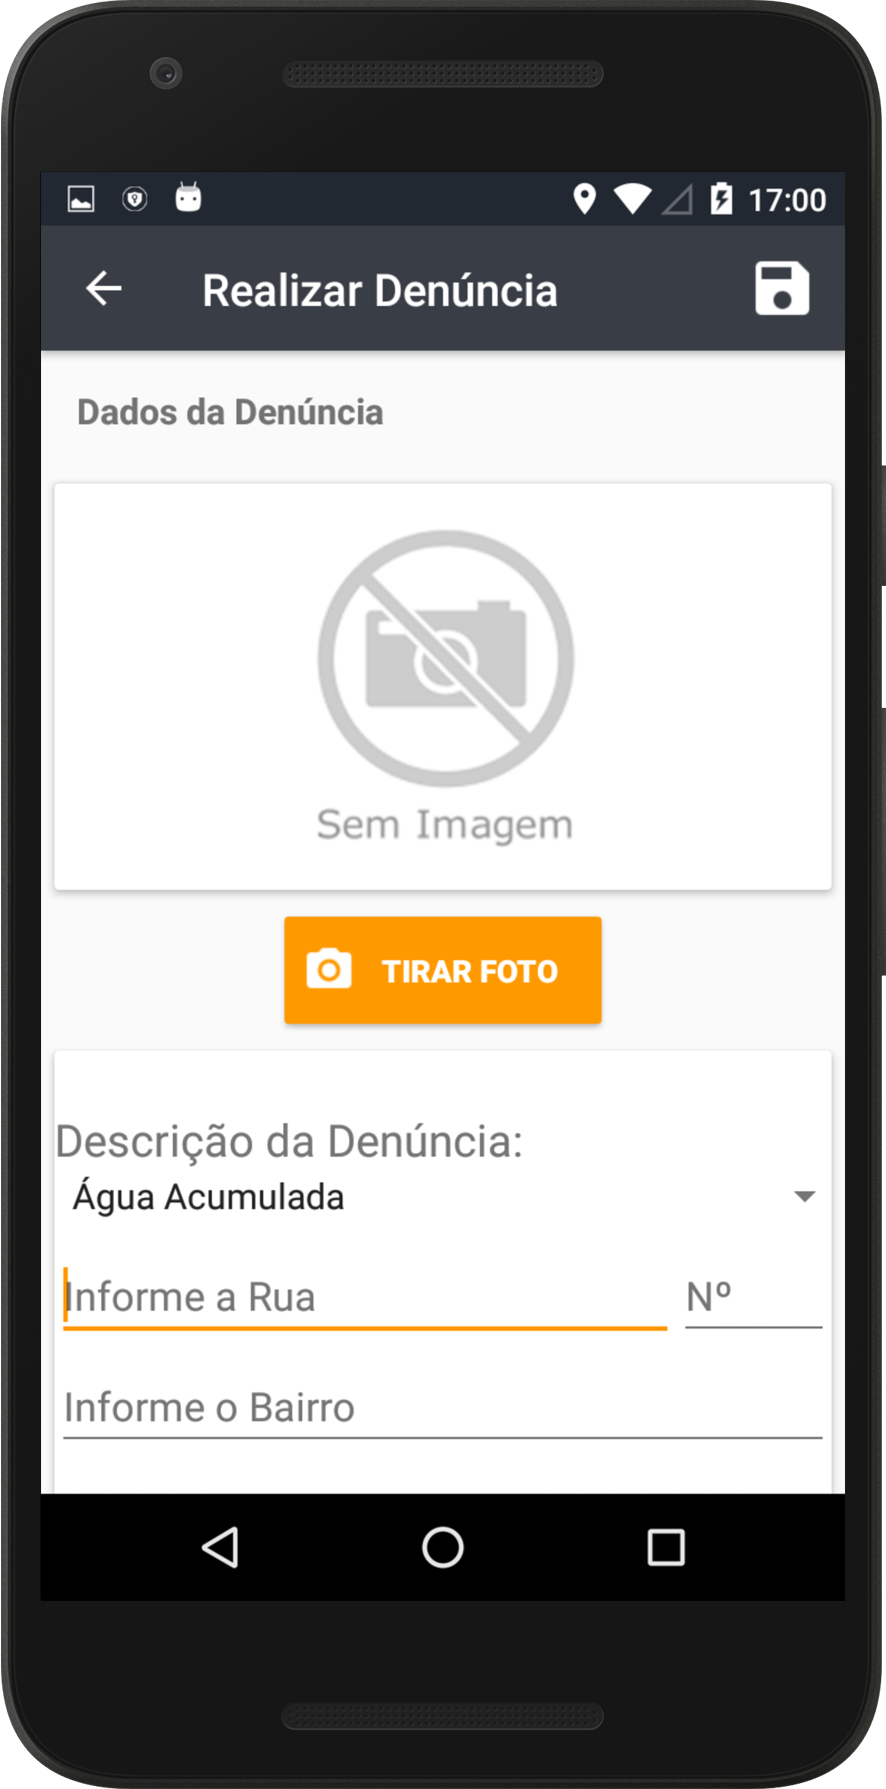 17:00
Realizar Denúncia
Dados da Denúncia
Sem Imagem
TIRAR FOTO
Descrição da Denúncia:
Água Acumulada
Informe a Rua Nº
Informe o Bairro